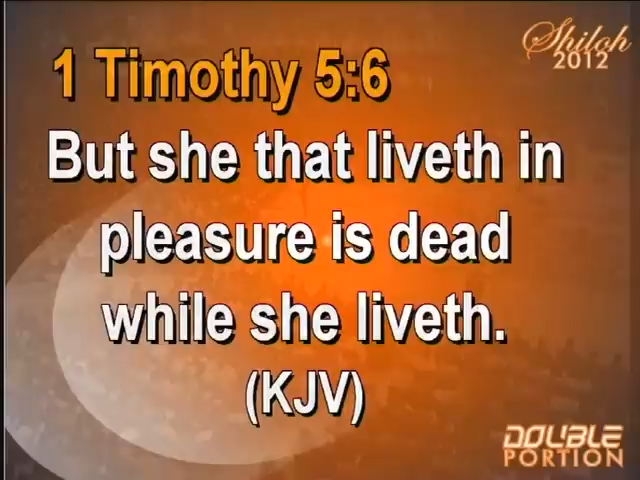 Shiloh
2012
1 Timothy 5:6
But she that liveth in
pleasure is dead
while she liveth.
(KJV)
DOUBLE
PORTION